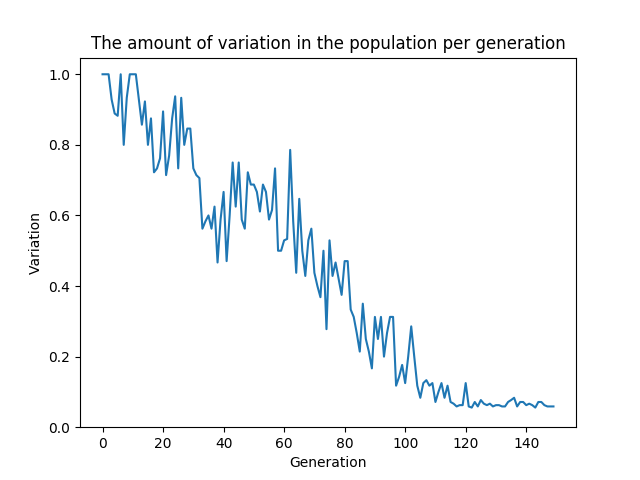 The amount of variation in the population per generation
1.0
0.8
0.6
0.4
0.2
0.0
Variation
0 20 40 60 80 100 120 140
Generation